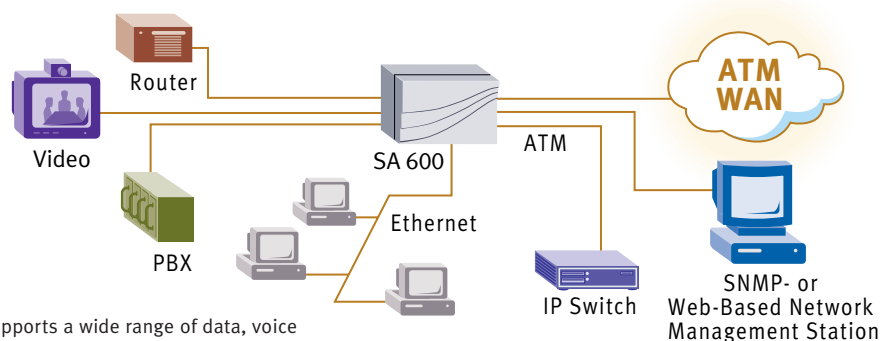 Router
ATM
WAN
Video
SA 600
ATM
Ethernet
PBX
IP Switch
SNMP- or
Web-Based Network
Management Station
pports a wide range of data, voice